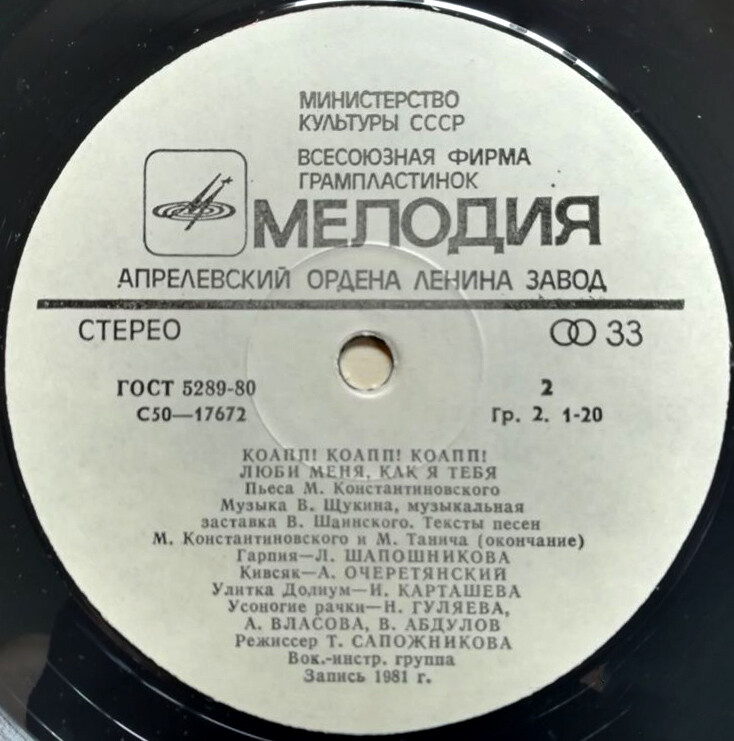 МИНИСТЕРСТВО
КУЛЬТУРЫ СССР
ВСЕСОЮЗНАЯ ФИРМА
ГРАМПЛАСТИНОК
МЕЛОДИЯ
АПРЕЛЕВСКИЙ ОРДЕНА ЛЕНИНА ЗАВОД
СТЕРЕО 33
ГОСТ 5289-80 2
С50—17672 Гр. 2. 1-20
КОАПП! КОАПП! КОАПП!
ЛЮБИ МЕНЯ, КАК Я ТЕБЯ
Пьеса М. Константиновского
Музыка В. Щукина, музыкальная
заставка В. Шаинского. Тексты песен
М. Константиновского и М. Танича (окончание)
Гарпия—Л. ШАПОШНИКОВА
Кивсяк—А. ОЧЕРЕТЯНСКИЙ
Улитка Долиум—И. КАРТАШЕВА
Усоногие рачки—Н. ГУЛЯЕВА,
А. ВЛАСОВА, В. АБДУЛОВ
Режиссер Т. САПОЖНИКОВА
Вок.-инстр. группа
Запись 1981 г.